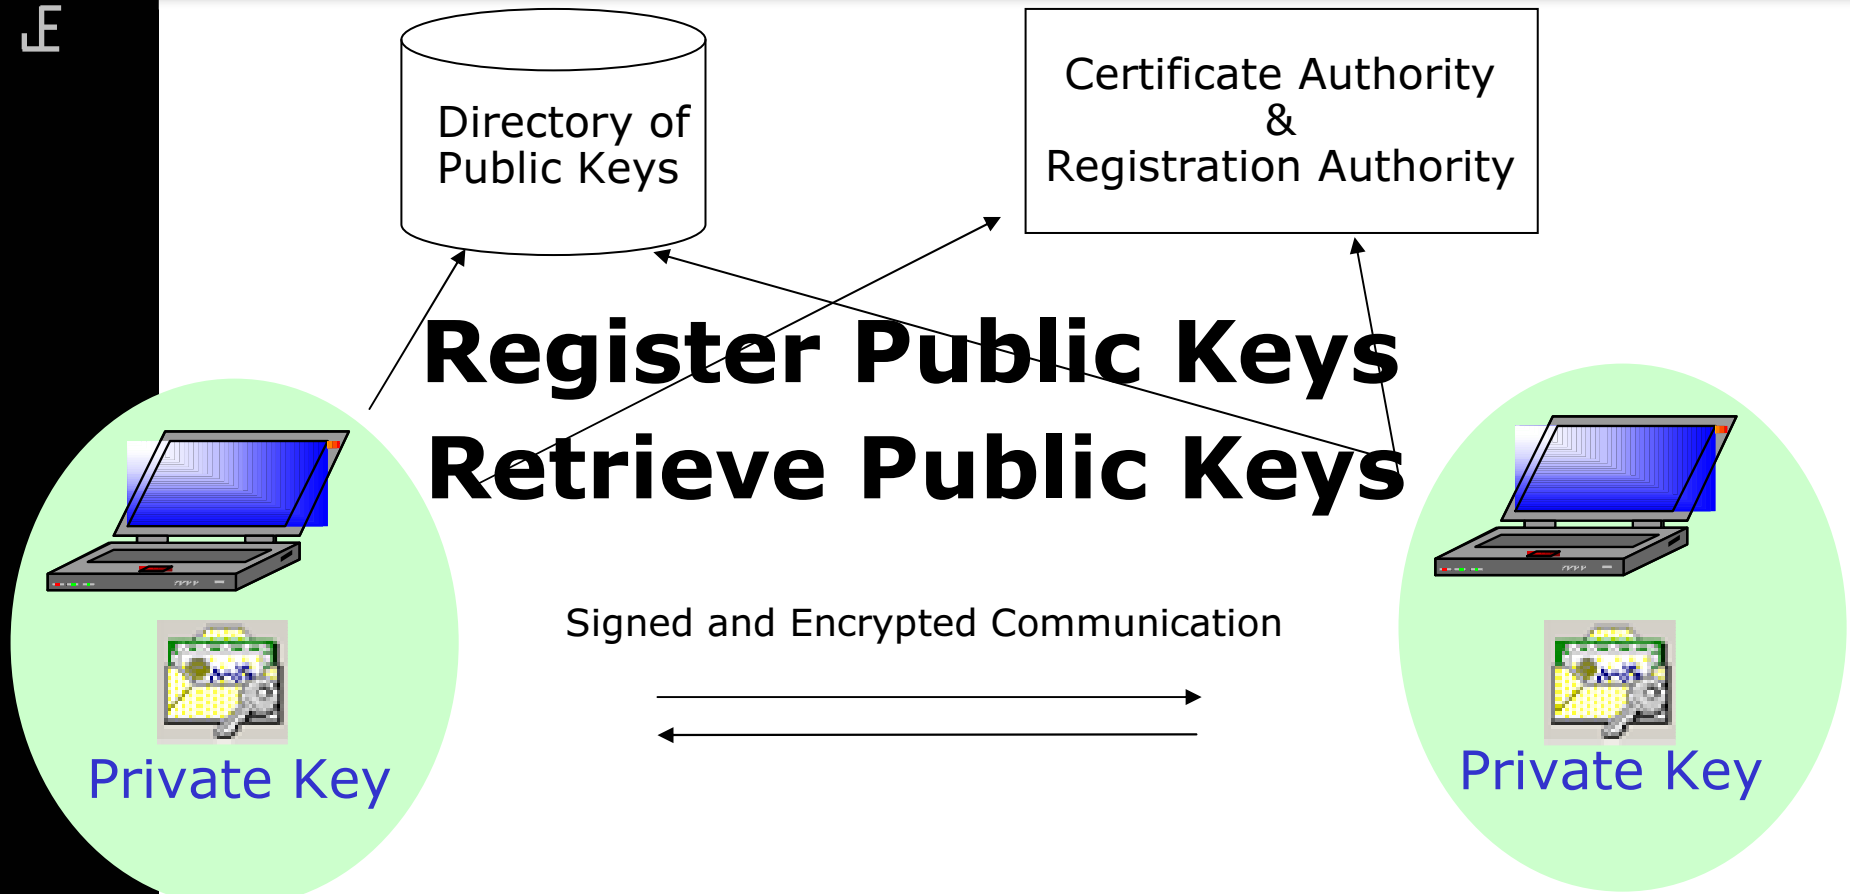 Directory of
Public Keys
Certificate Authority
&
Registration Authority
Register Public Keys
Retrieve Public Keys
Signed and Encrypted Communication
Private Key
Private Key